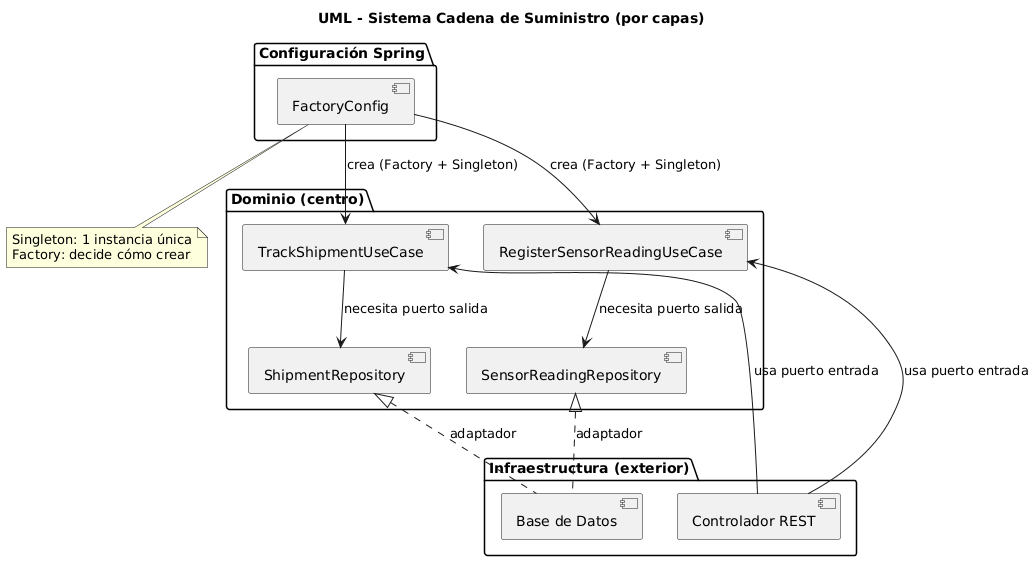 UML - Sistema Cadena de Suministro (por capas)
Configuración Spring
FactoryConfig
crea (Factory + Singleton)
crea (Factory + Singleton)
Dominio (centro)
Singleton: 1 instancia única
Factory: decide cómo crear
TrackShipmentUseCase
RegisterSensorReadingUseCase
necesita puerto salida
necesita puerto salida
ShipmentRepository
SensorReadingRepository
usa puerto entrada
usa puerto entrada
adaptador
adaptador
Infraestructura (exterior)
Base de Datos
Controlador REST